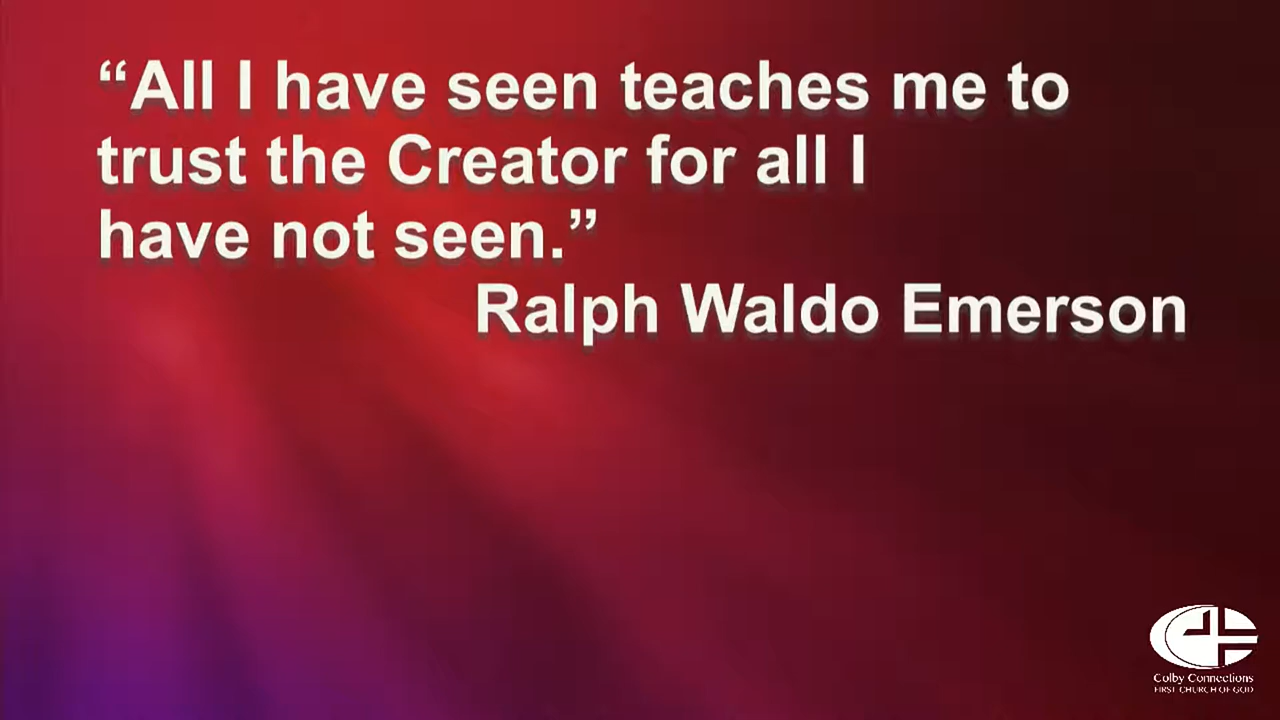 “All I have seen teaches me to
trust the Creator for all I
have not seen.”
Ralph Waldo Emerson
Colby Connections
FIRST CHURCH OF GOD